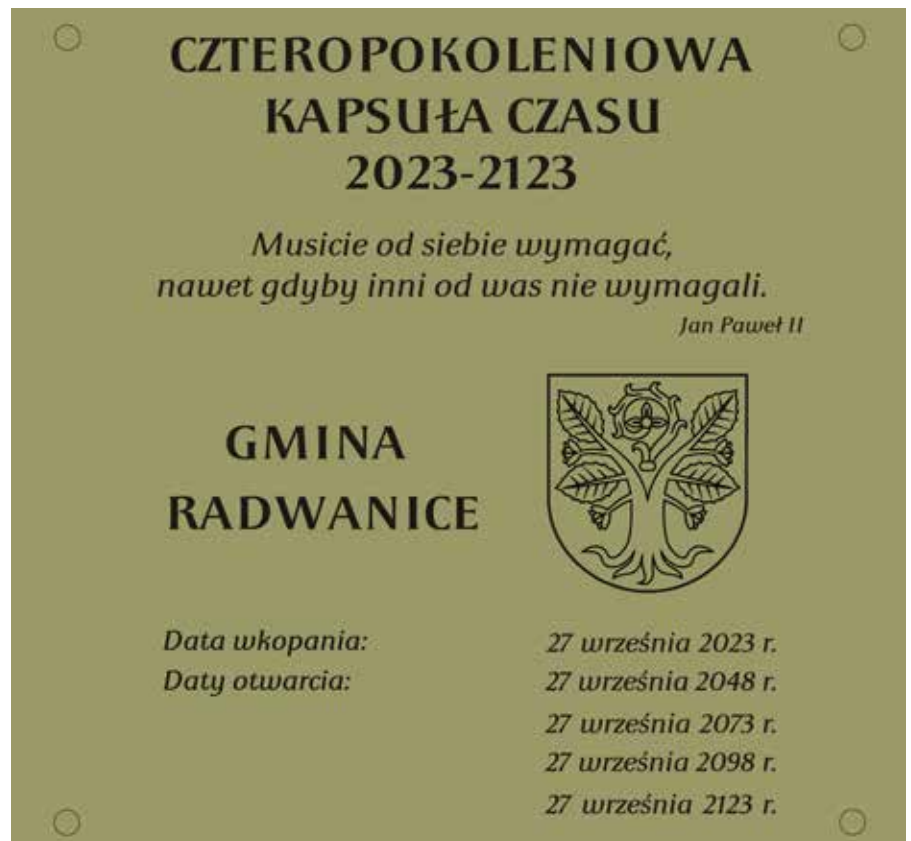 CZTEROPOKOLENIOWA
KAPSUŁA CZASU
2023-2123
Musicie od siebie wymagać,
nawet gdyby inni od was nie wymagali.
Jan Paweł II
GMINA
RADWANICE
Data wkopania: 27 września 2023 r.
Daty otwarcia: 27 września 2048 r.
27 września 2073 r.
27 września 2098 r.
27 września 2123 r.